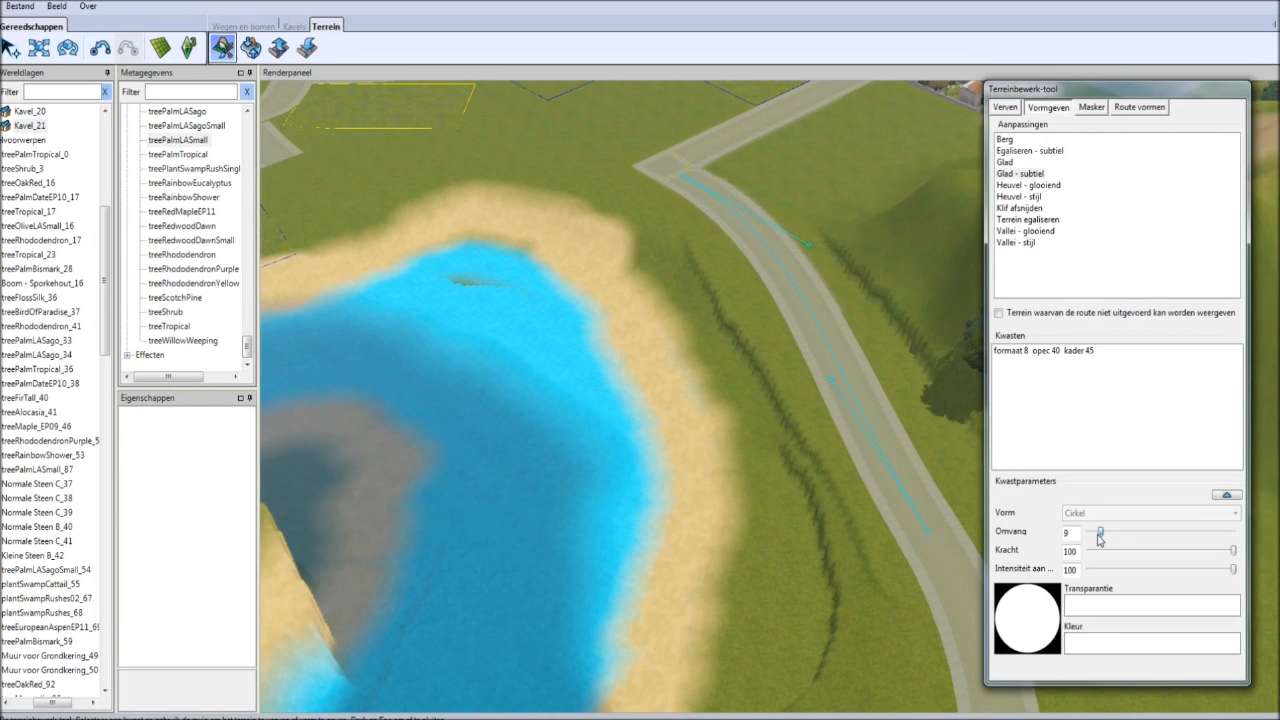 Bestand Beeld Over
Gereedschappen
Wegen en bomen Kavels Terrein
Wereldlagen
Filter X
Kavel_20
Kavel_21
lvoorwerpen
treePalmTropical_0
treeShrub_3
treeOakRed_16
treePalmDateEP10_17
treeTropical_17
treeOliveLASmall_16
treeRhododendron_17
treeTropical_23
treePalmBismark_28
Boom - Sporkehout_16
treeFlossSilk_36
treeBirdOfParadise_37
treeRhododendron_41
treePalmLASago_33
treePalmLASago_34
treePalmTropical_36
treePalmDateEP10_38
treeFirTall_40
treeAlocasia_41
treeMaple_EP09_46
treeRhododendronPurple_5
treeRainbowShower_53
treePalmLASmall_87
Normale Steen C_37
Normale Steen C_38
Normale Steen C_39
Normale Steen B_40
Normale Steen C_41
Kleine Steen B_42
treePalmLASagoSmall_54
plantSwampCattail_55
plantSwampRushes02_67
plantSwampRushes_68
treeEuropeanAspenEP11_69
treePalmBismark_59
Muur voor Grondkering_49
Muur voor Grondkering_50
treeOakRed_92
Metagegevens
Filter X
treePalmLASago
treePalmLASagoSmall
treePalmLASmall
treePalmTropical
treePlantSwampRushSingl
treeRainbowEucalyptus
treeRainbowShower
treeRedMapleEP11
treeRedwoodDawn
treeRedwoodDawnSmall
treeRhododendron
treeRhododendronPurple
treeRhododendronYellow
treeScotchPine
treeShrub
treeTropical
treeWillowWeeping
Effecten
Eigenschappen
Renderpaneel
Terreinbewerk-tool
Verven Vormgeven Masker Route vormen
Aanpassingen
Berg
Egaliseren - subtiel
Glad
Glad - subtiel
Heuvel - glooiend
Heuvel - stijl
Klif afsnijden
Terrein egaliseren
Vallei - glooiend
Vallei - stijl
Terrein waarvan de route niet uitgevoerd kan worden weergeven
Kwasten
formaat 8 opec 40 kader 45
Kwastparameters
Vorm Cirkel
Omvang 9
Kracht 100
Intensiteit aan ... 100
Transparantie
Kleur